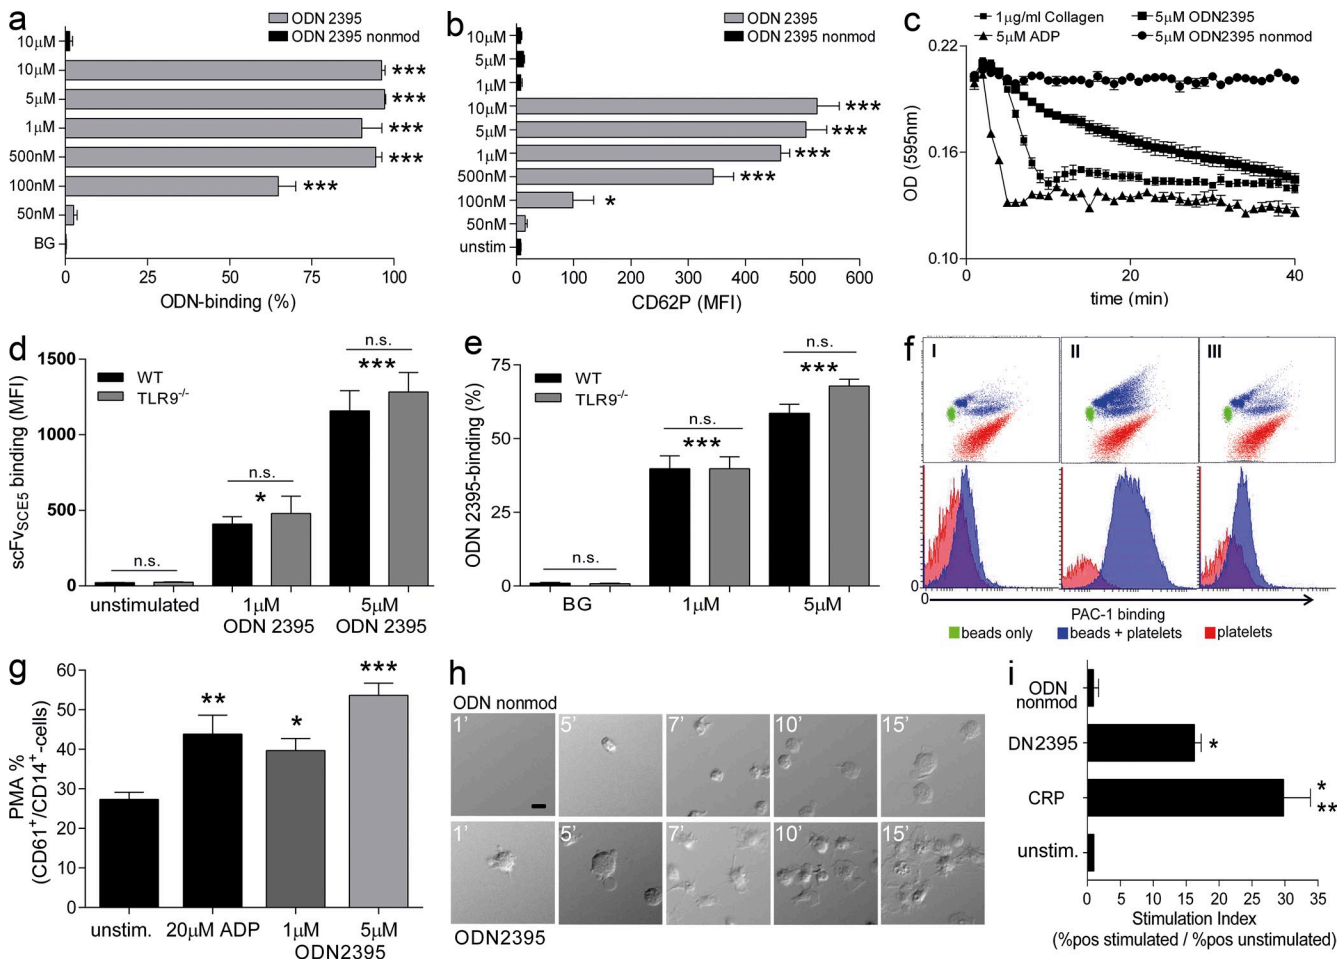 a
ODN 2395
ODN 2395 nonmod
10µM
10µM
5µM
1µM
500nM
100nM
50nM
BG
***
***
***
***
***
0 25 50 75 100
ODN-binding (%)
b
ODN 2395
ODN 2395 nonmod
10µM
5µM
1µM
10µM
5µM
1µM
500nM
100nM
50nM
unstim
***
***
***
***
*
0 100 200 300 400 500 600
CD62P (MFI)
c
1µg/ml Collagen
5µM ODN2395
5µM ADP
5µM ODN2395 nonmod
0.22
0.16
0.10
OD (595nm)
0 20 40
time (min)
d
WT
TLR9-/-
1500
1000
500
0
scFvSCE5 binding (MFI)
n.s.
n.s.
*
n.s.
***
unstimulated 1µM 5µM
ODN 2395 ODN 2395
e
WT
TLR9-/-
75
50
25
0
ODN 2395-binding (%)
n.s.
n.s.
***
n.s.
***
BG 1µM 5µM
f
I II III
0
0
PAC-1 binding
beads only beads + platelets platelets
g
60
50
40
30
20
10
0
PMA %
(CD61+/CD14+-cells)
**
*
***
unstim. 20µM ADP 1µM 5µM
ODN2395
h
ODN nonmod
1’ 5’ 7’ 10’ 15’
1’ 5’ 7’ 10’ 15’
ODN2395
i
ODN
nonmod
DN2395
*
CRP
*
**
unstim.
0 5 10 15 20 25 30 35
Stimulation Index
(%pos stimulated / %pos unstimulated)